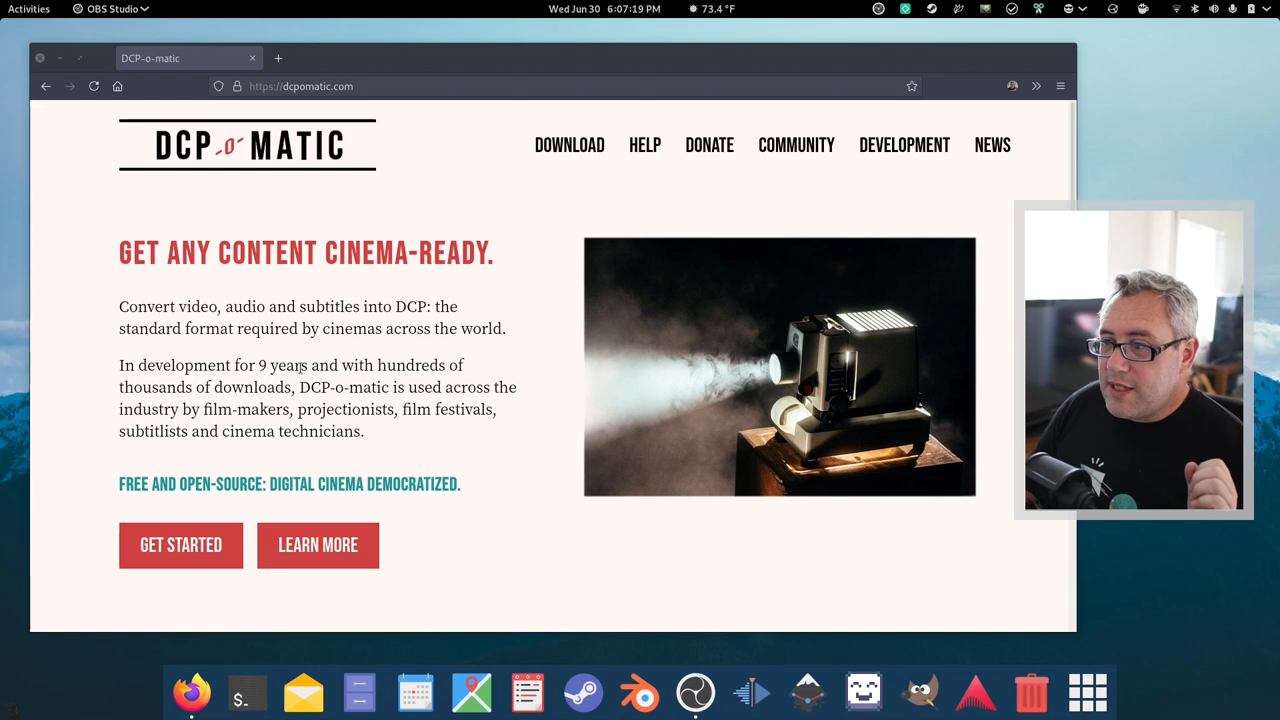 Activities OBS Studio Wed Jun 30 6:07:19 PM 73.4 °F
DCP-o-matic
https://dcpomatic.com
DCP-o-MATIC DOWNLOAD HELP DONATE COMMUNITY DEVELOPMENT NEWS
GET ANY CONTENT CINEMA-READY.
Convert video, audio and subtitles into DCP: the
standard format required by cinemas across the world.
In development for 9 years and with hundreds of
thousands of downloads, DCP-o-matic is used across the
industry by film-makers, projectionists, film festivals,
subtitlists and cinema technicians.
FREE AND OPEN-SOURCE: DIGITAL CINEMA DEMOCRATIZED.
GET STARTED LEARN MORE
$_